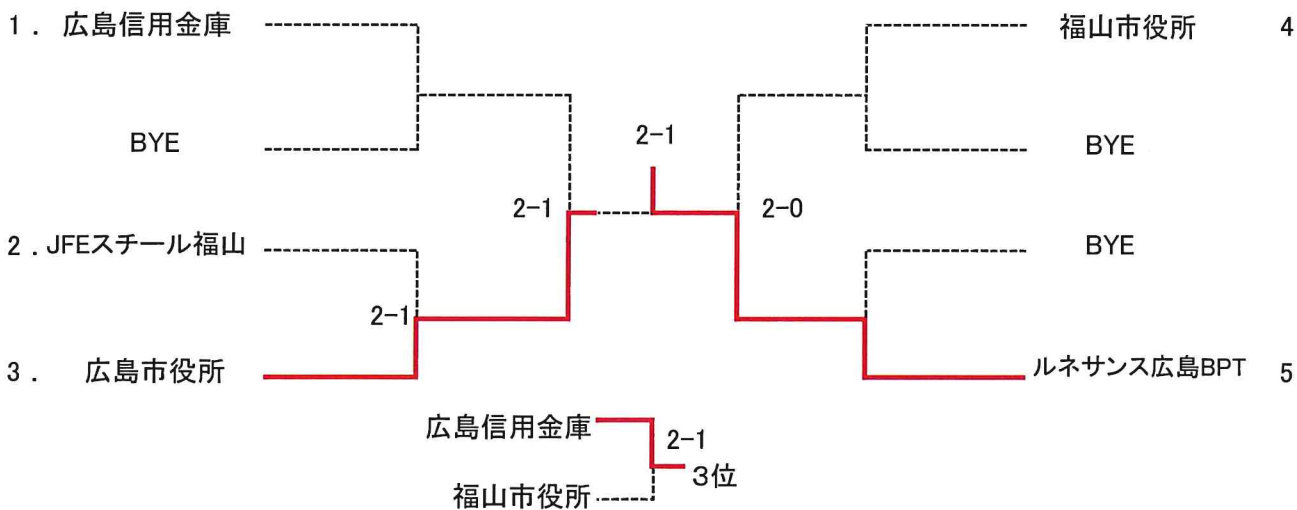 1. 広島信用金庫
福山市役所 4
BYE
2-1
BYE
2-1
2-0
2.JFEスチール福山
BYE
2-1
3. 広島市役所
ルネサンス広島BPT 5
広島信用金庫
2-1
3位
福山市役所